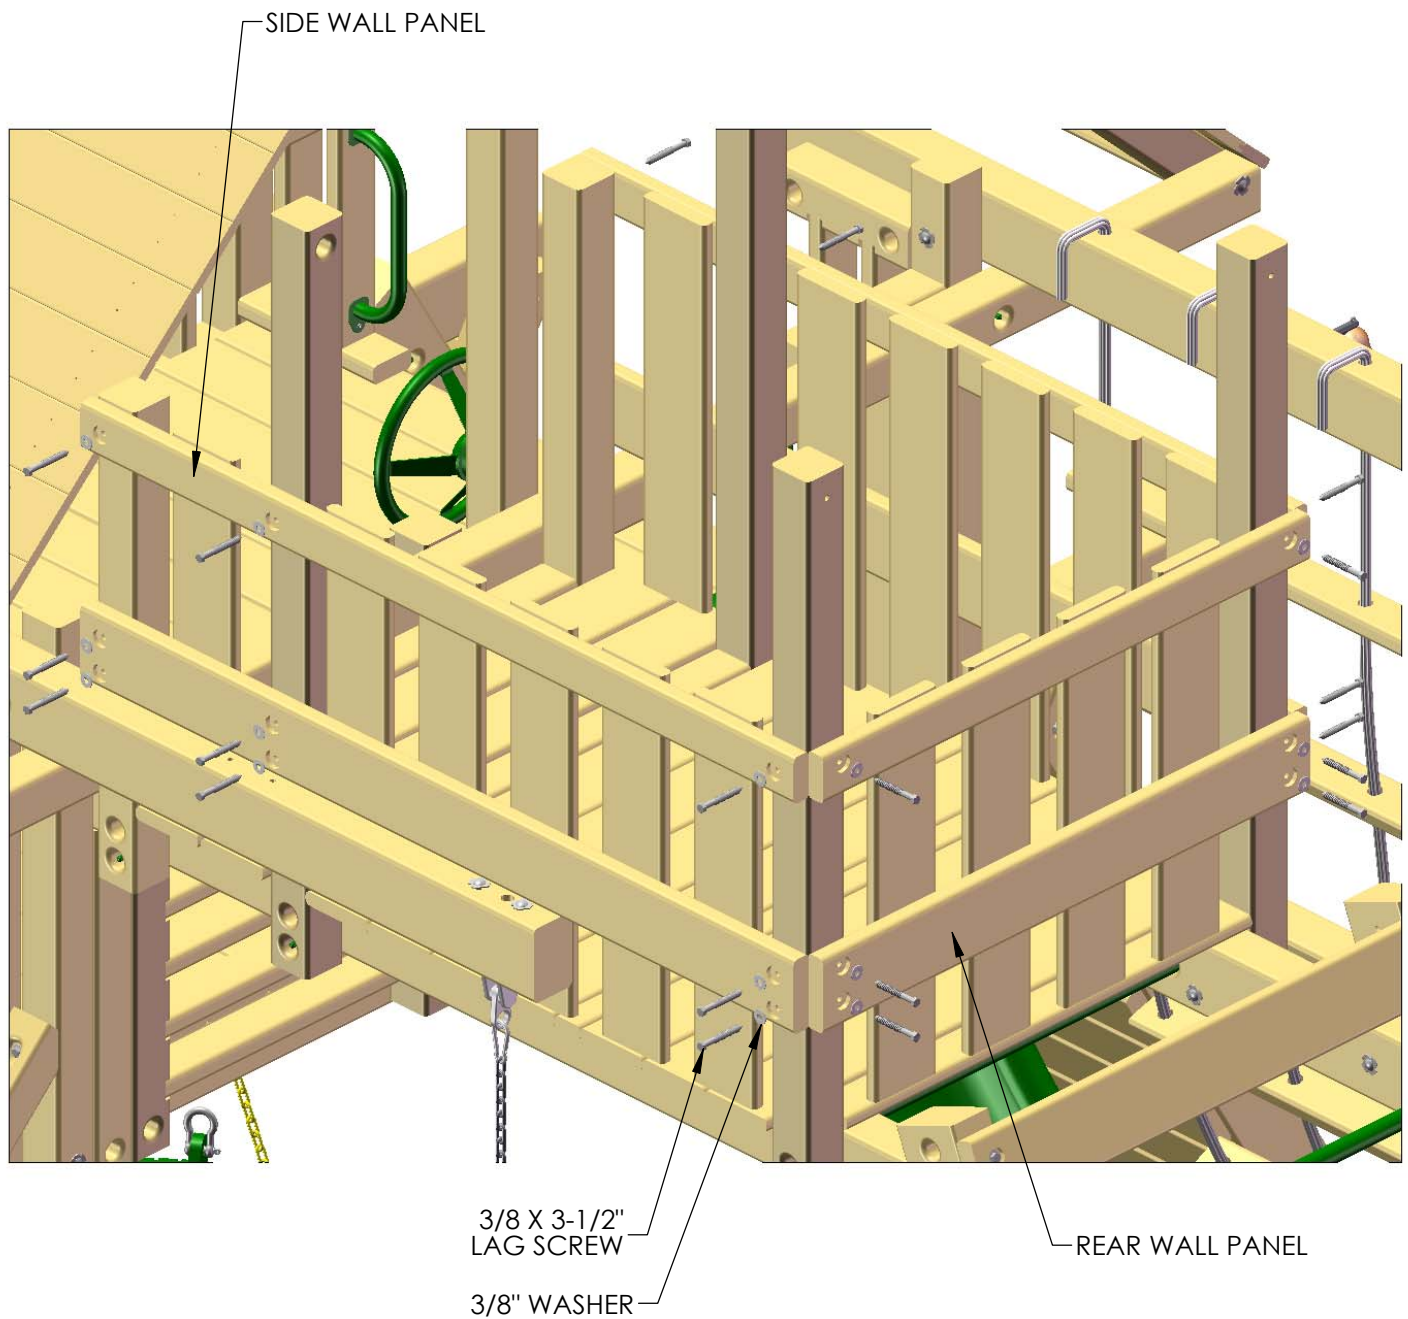 SIDE WALL PANEL
3/8 X 3-1/2"
LAG SCREW
3/8" WASHER
REAR WALL PANEL